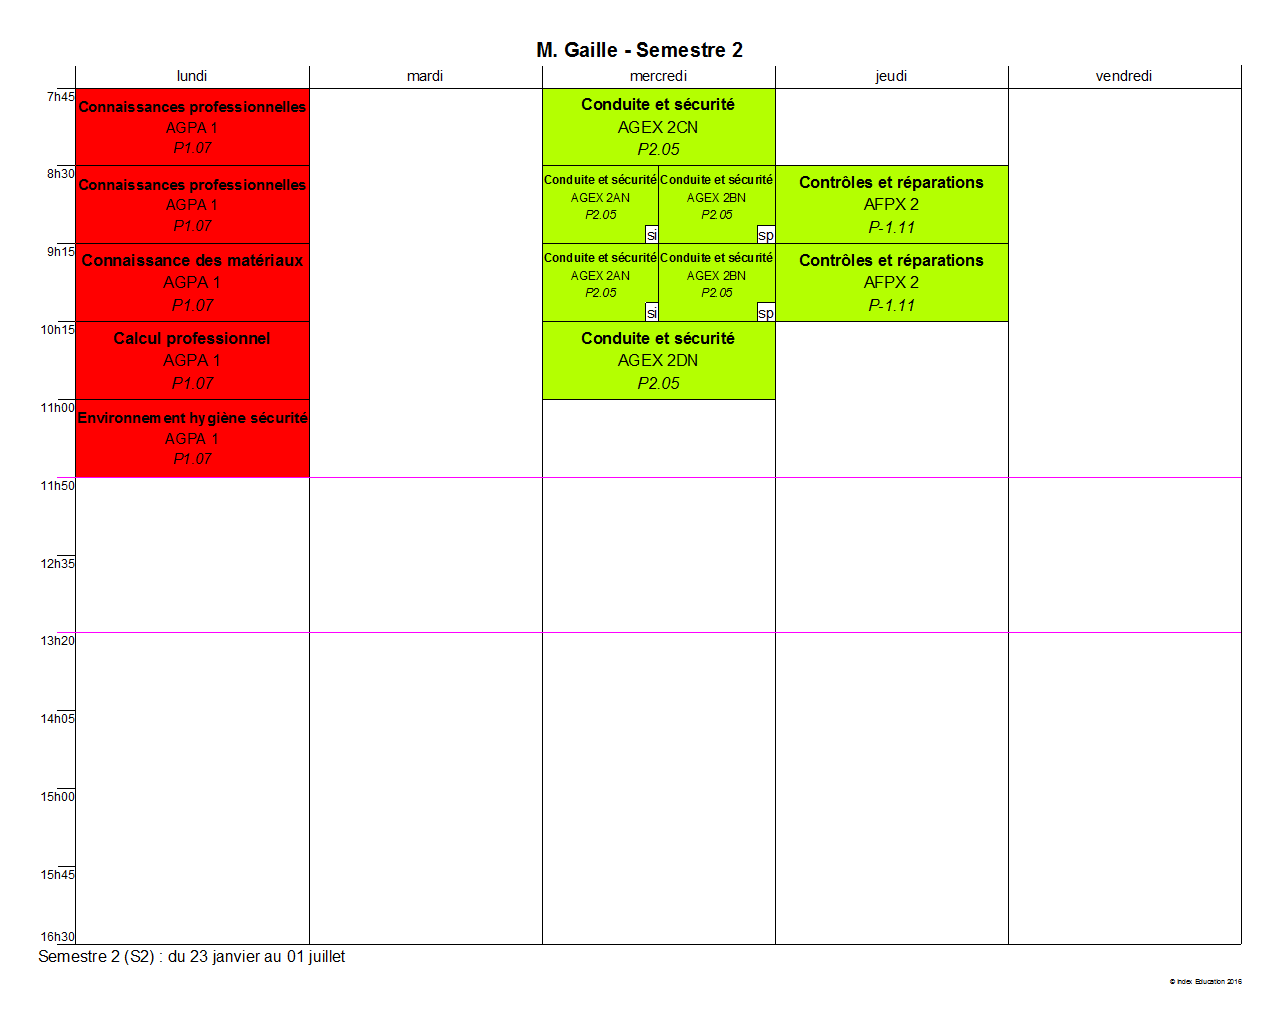 M. Gaille - Semestre 2
lundi
mardi
mercredi
jeudi
vendredi
7h45
Connaissances professionnelles
AGPA 1
P1.07
Conduite et sécurité
AGEX 2CN
P2.05
8h30
Connaissances professionnelles
AGPA 1
P1.07
Conduite et sécurité
AGEX 2AN
P2.05
si
Conduite et sécurité
AGEX 2BN
P2.05
sp
Contrôles et réparations
AFPX 2
P-1.11
9h15
Connaissance des matériaux
AGPA 1
P1.07
Conduite et sécurité
AGEX 2AN
P2.05
si
Conduite et sécurité
AGEX 2BN
P2.05
sp
Contrôles et réparations
AFPX 2
P-1.11
10h15
Calcul professionnel
AGPA 1
P1.07
Conduite et sécurité
AGEX 2DN
P2.05
11h00
Environnement hygiène sécurité
AGPA 1
P1.07
11h50
12h35
13h20
14h05
15h00
15h45
16h30
Semestre 2 (S2) : du 23 janvier au 01 juillet
© Index Education 2016